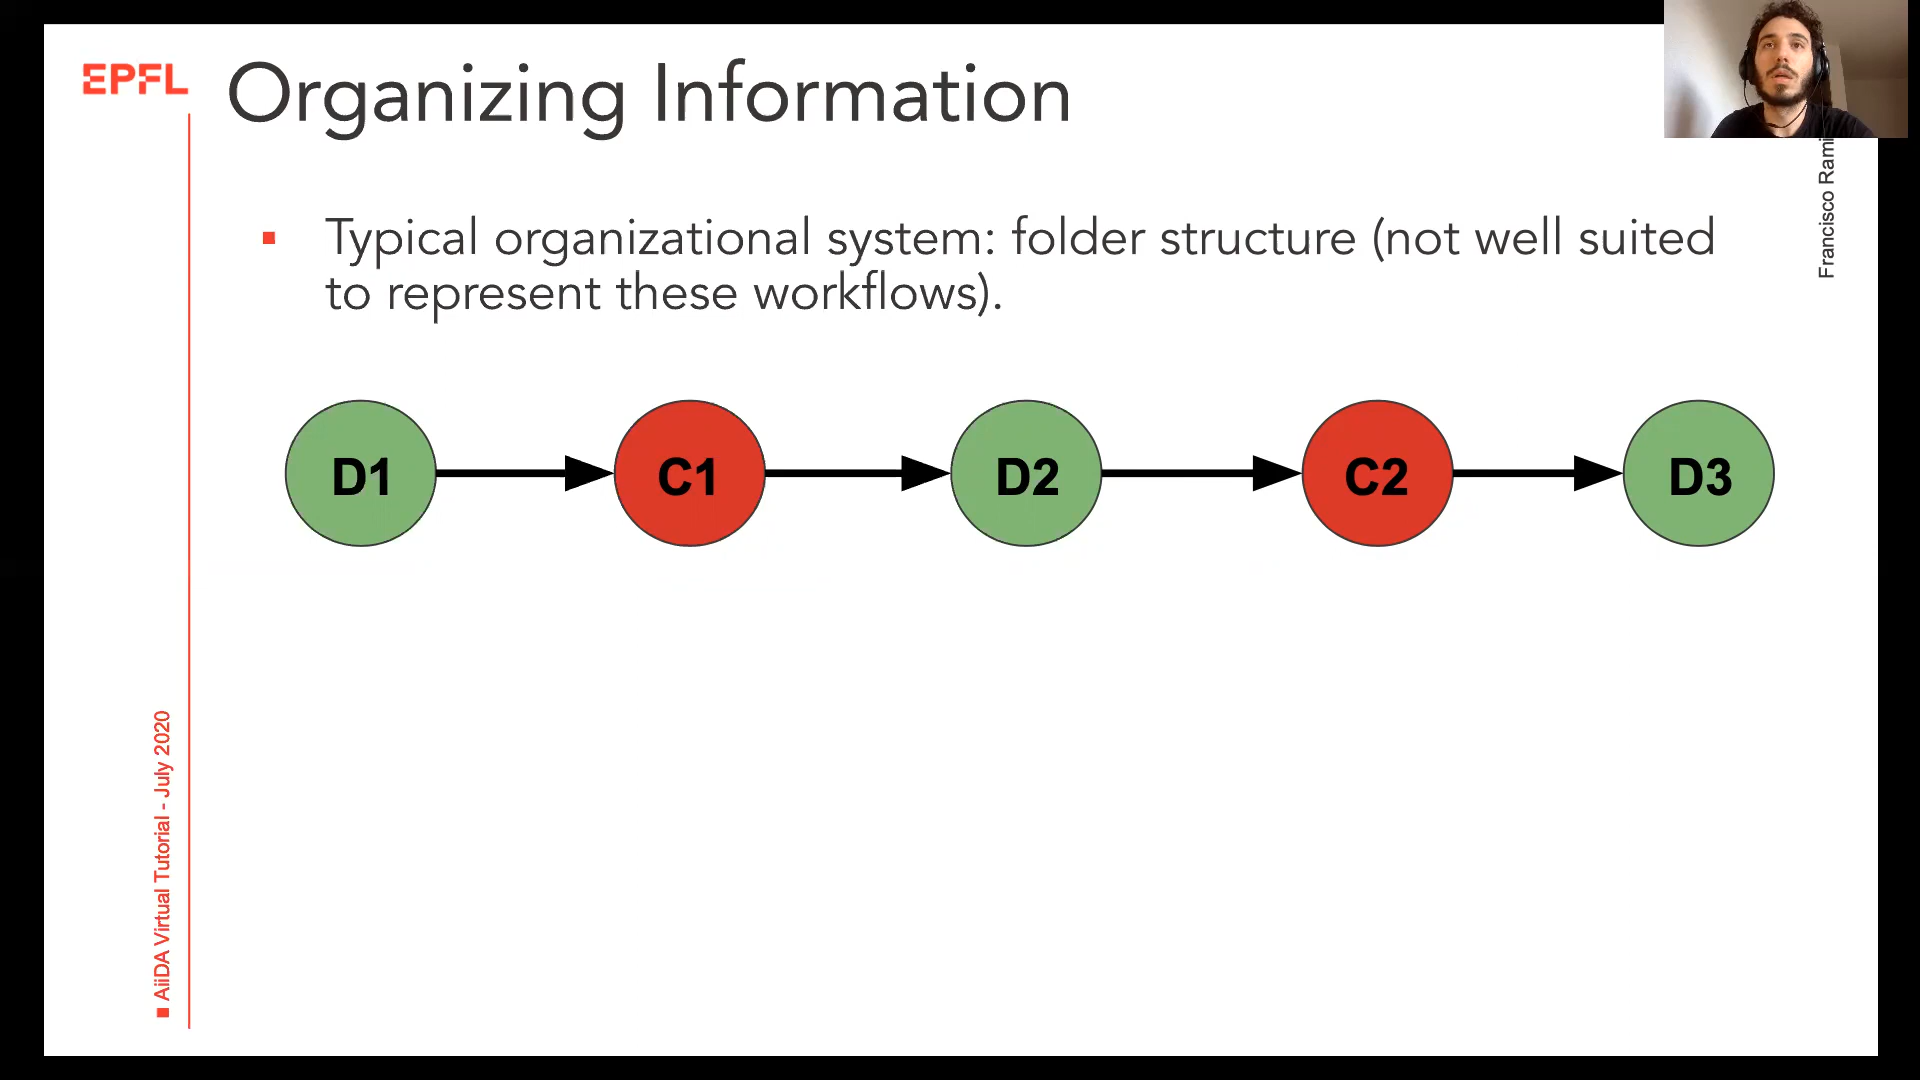 EPFL
Organizing Information
Typical organizational system: folder structure (not well suited
to represent these workflows).
D1
C1
D2
C2
D3
Francisco
AiiDA Virtual Tutorial - July 2020